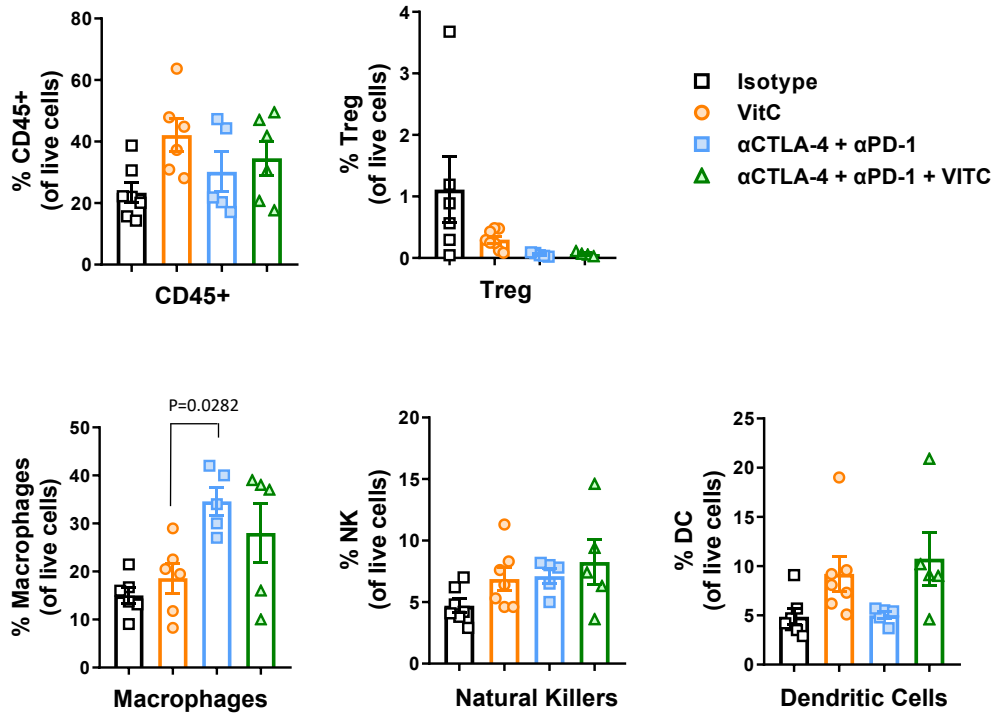 % CD45+
(of live cells)
80
60
40
20
0
CD45+
% Treg
(of live cells)
4
3
2
1
0
Treg
Isotype
VitC
αCTLA-4 + αPD-1
αCTLA-4 + αPD-1 + VITC
% Macrophages
(of live cells)
50
40
30
20
10
0
P=0.0282
Macrophages
% NK
(of live cells)
20
15
10
5
0
Natural Killers
% DC
(of live cells)
25
20
15
10
5
0
Dendritic Cells